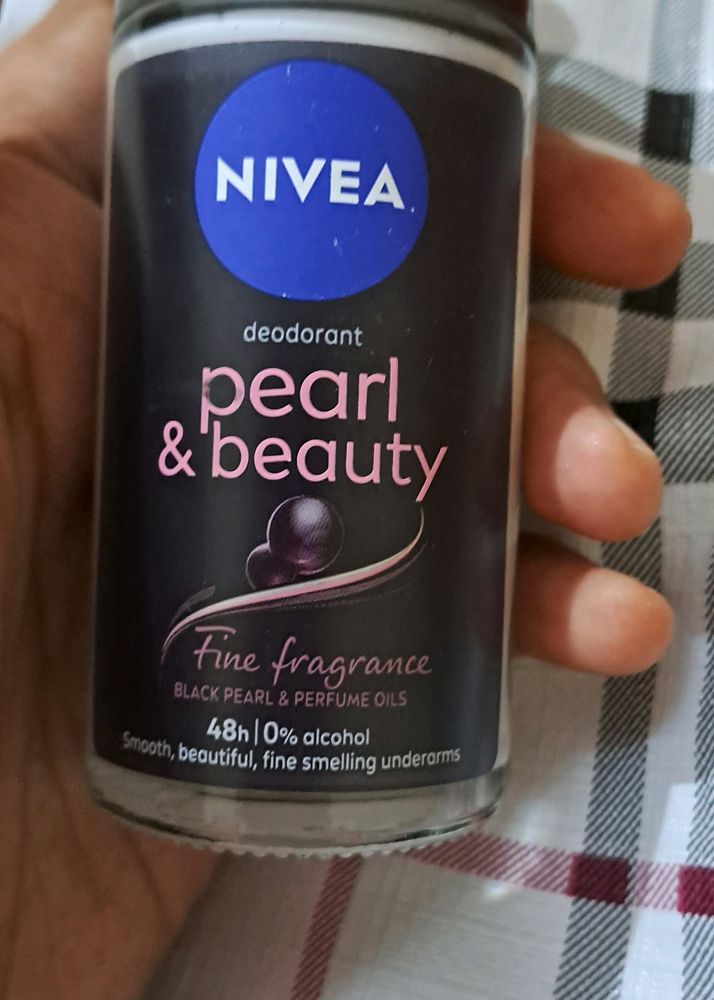 NIVEA
deodorant
pearl
& beauty
Fine fragrance
BLACK PEARL & PERFUME OILS
48h | 0% alcohol
Smooth, beautiful, fine smelling underarms